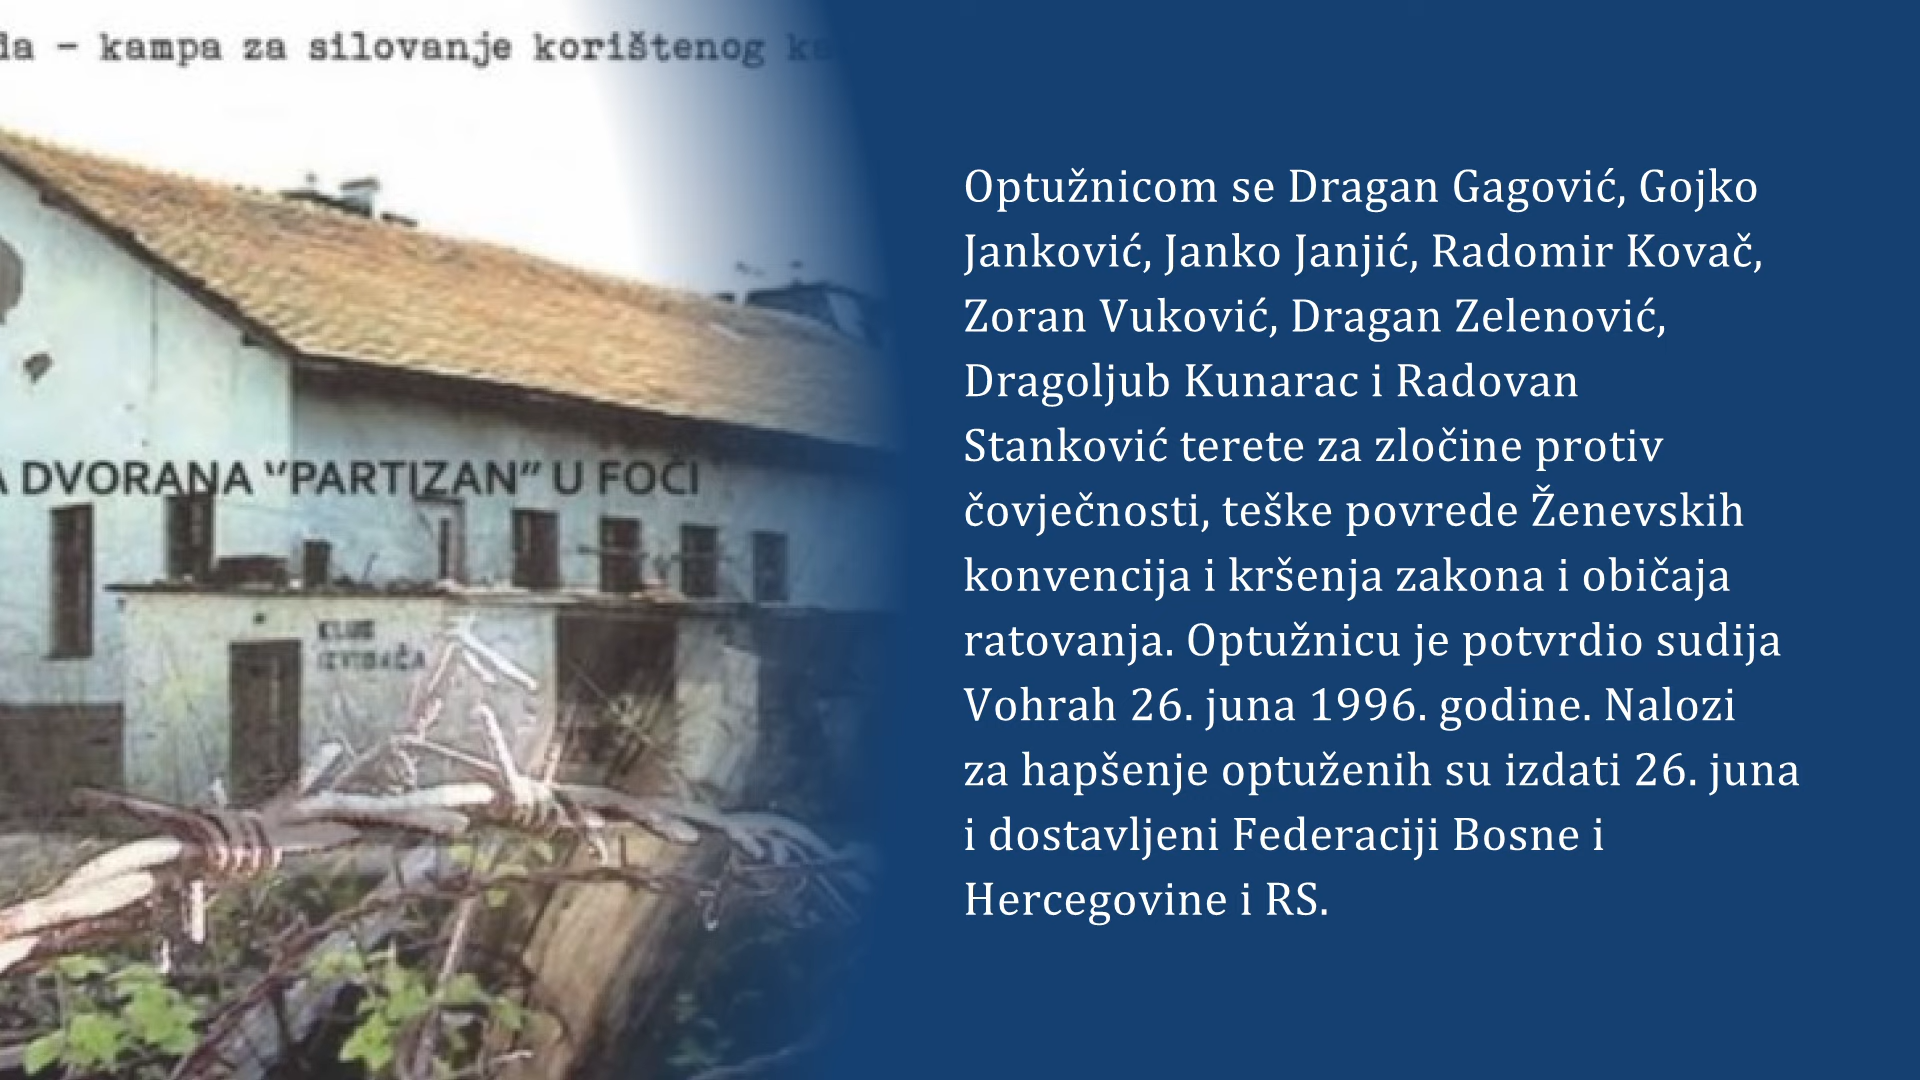 da - kampa za silovanje korištenog
A DVORANA "PARTIZAN" U FOČI
KLUB
IZVIĐAČA
Optužnicom se Dragan Gagović, Gojko
Janković, Janko Janjić, Radomir Kovač,
Zoran Vuković, Dragan Zelenović,
Dragoljub Kunarac i Radovan
Stanković terete za zločine protiv
čovječnosti, teške povrede Ženevskih
konvencija i kršenja zakona i običaja
ratovanja. Optužnicu je potvrdio sudija
Vohrah 26. juna 1996. godine. Nalozi
za hapšenje optuženih su izdati 26. juna
i dostavljeni Federaciji Bosne i
Hercegovine i RS.